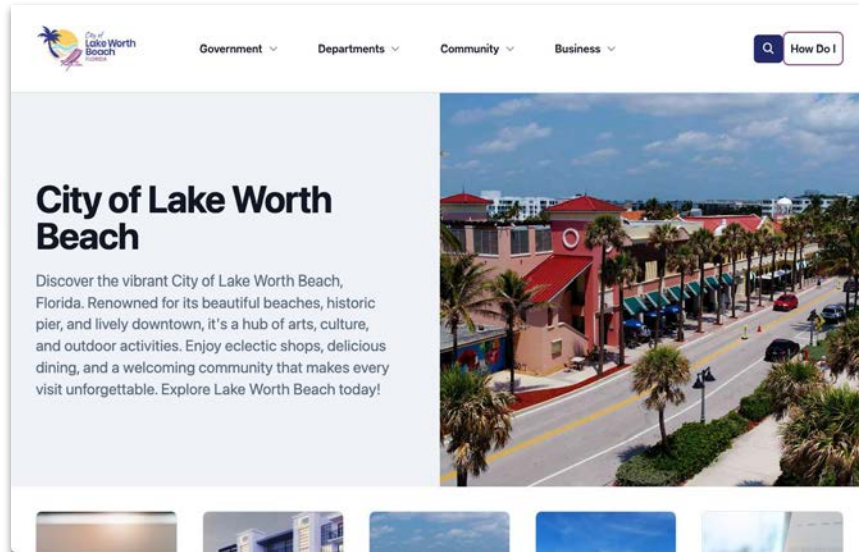 City of
Lake Worth
Beach
FLORIDA
Government
Departments
Community
Business
How Do I
City of Lake Worth
Beach
Discover the vibrant City of Lake Worth Beach,
Florida. Renowned for its beautiful beaches, historic
pier, and lively downtown, it's a hub of arts, culture,
and outdoor activities. Enjoy eclectic shops, delicious
dining, and a welcoming community that makes every
visit unforgettable. Explore Lake Worth Beach today!